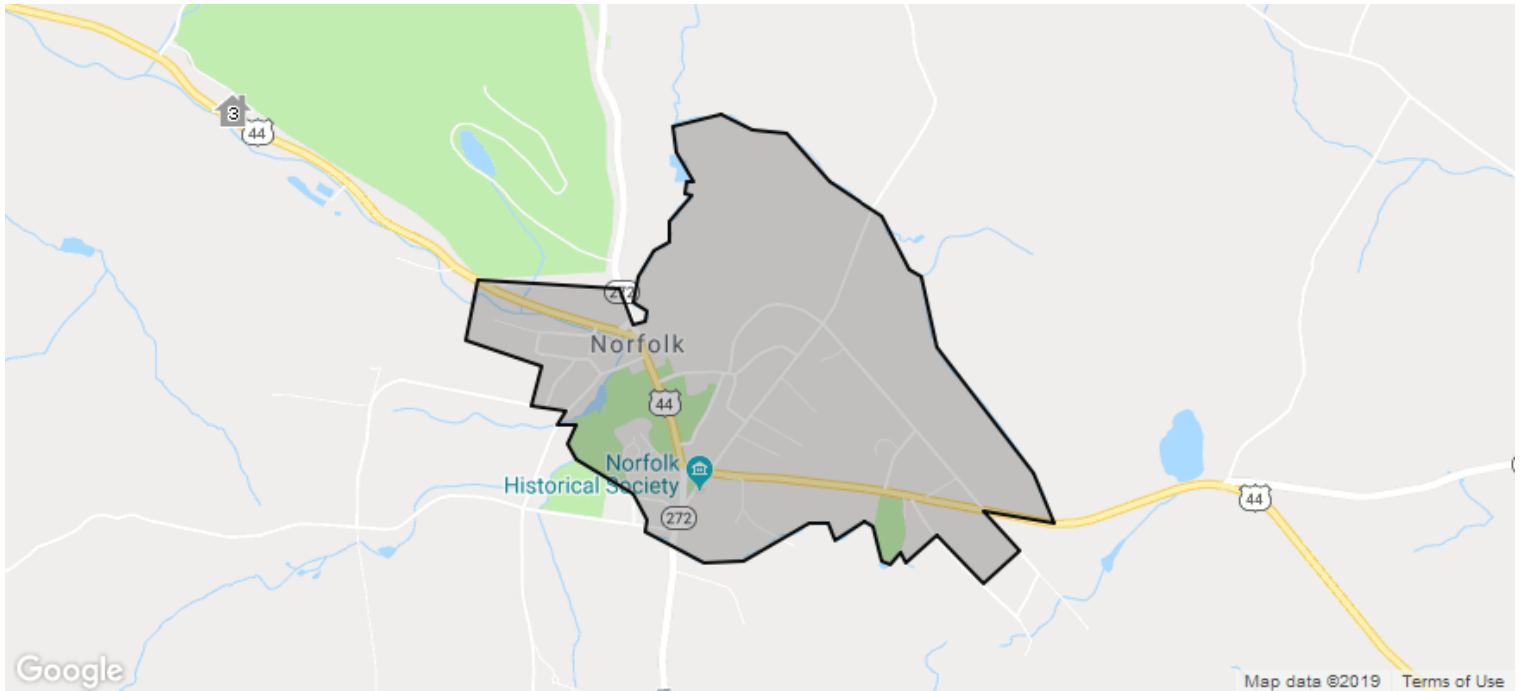 3
44
272
Norfolk
44
Norfolk
Historical Society
44
272
Google
Map data ©2019
Terms of Use